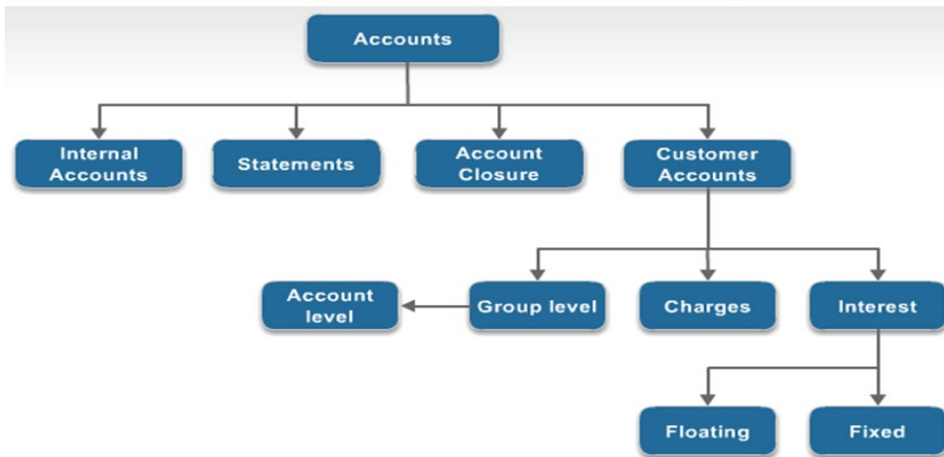 Accounts
Internal
Accounts
Statements
Account
Closure
Customer
Accounts
Account
level
Group level
Charges
Interest
Floating
Fixed